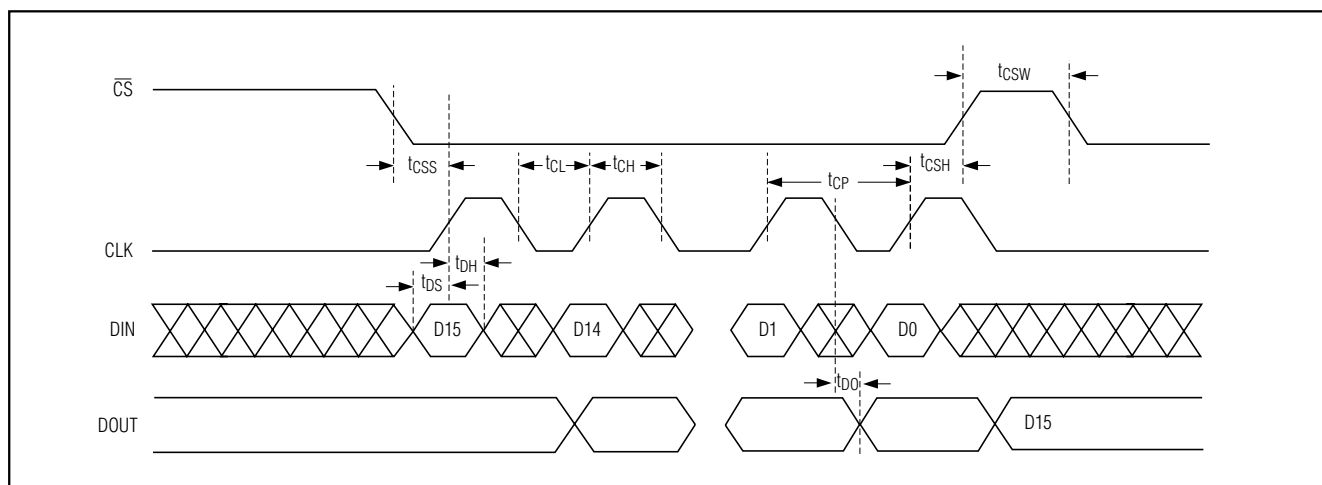 CS
tCSW
tCSS
tCL
tCH
tCP
tCSH
CLK
tDS
tDH
DIN
D15
D14
D1
D0
tDO
DOUT
D15